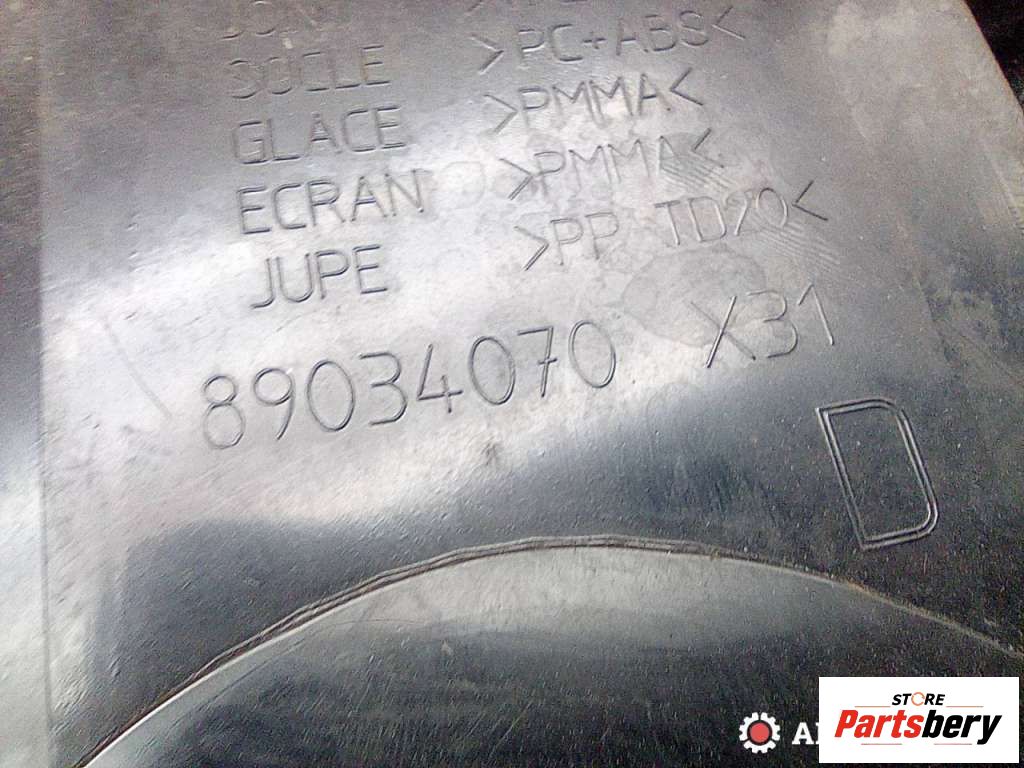 SOCLE >PC+ABS<
GLACE >PMMA<
ECRAN >PMMA<
JUPE >PP TD20<
89034070 X31
D
STORE
Partsbery